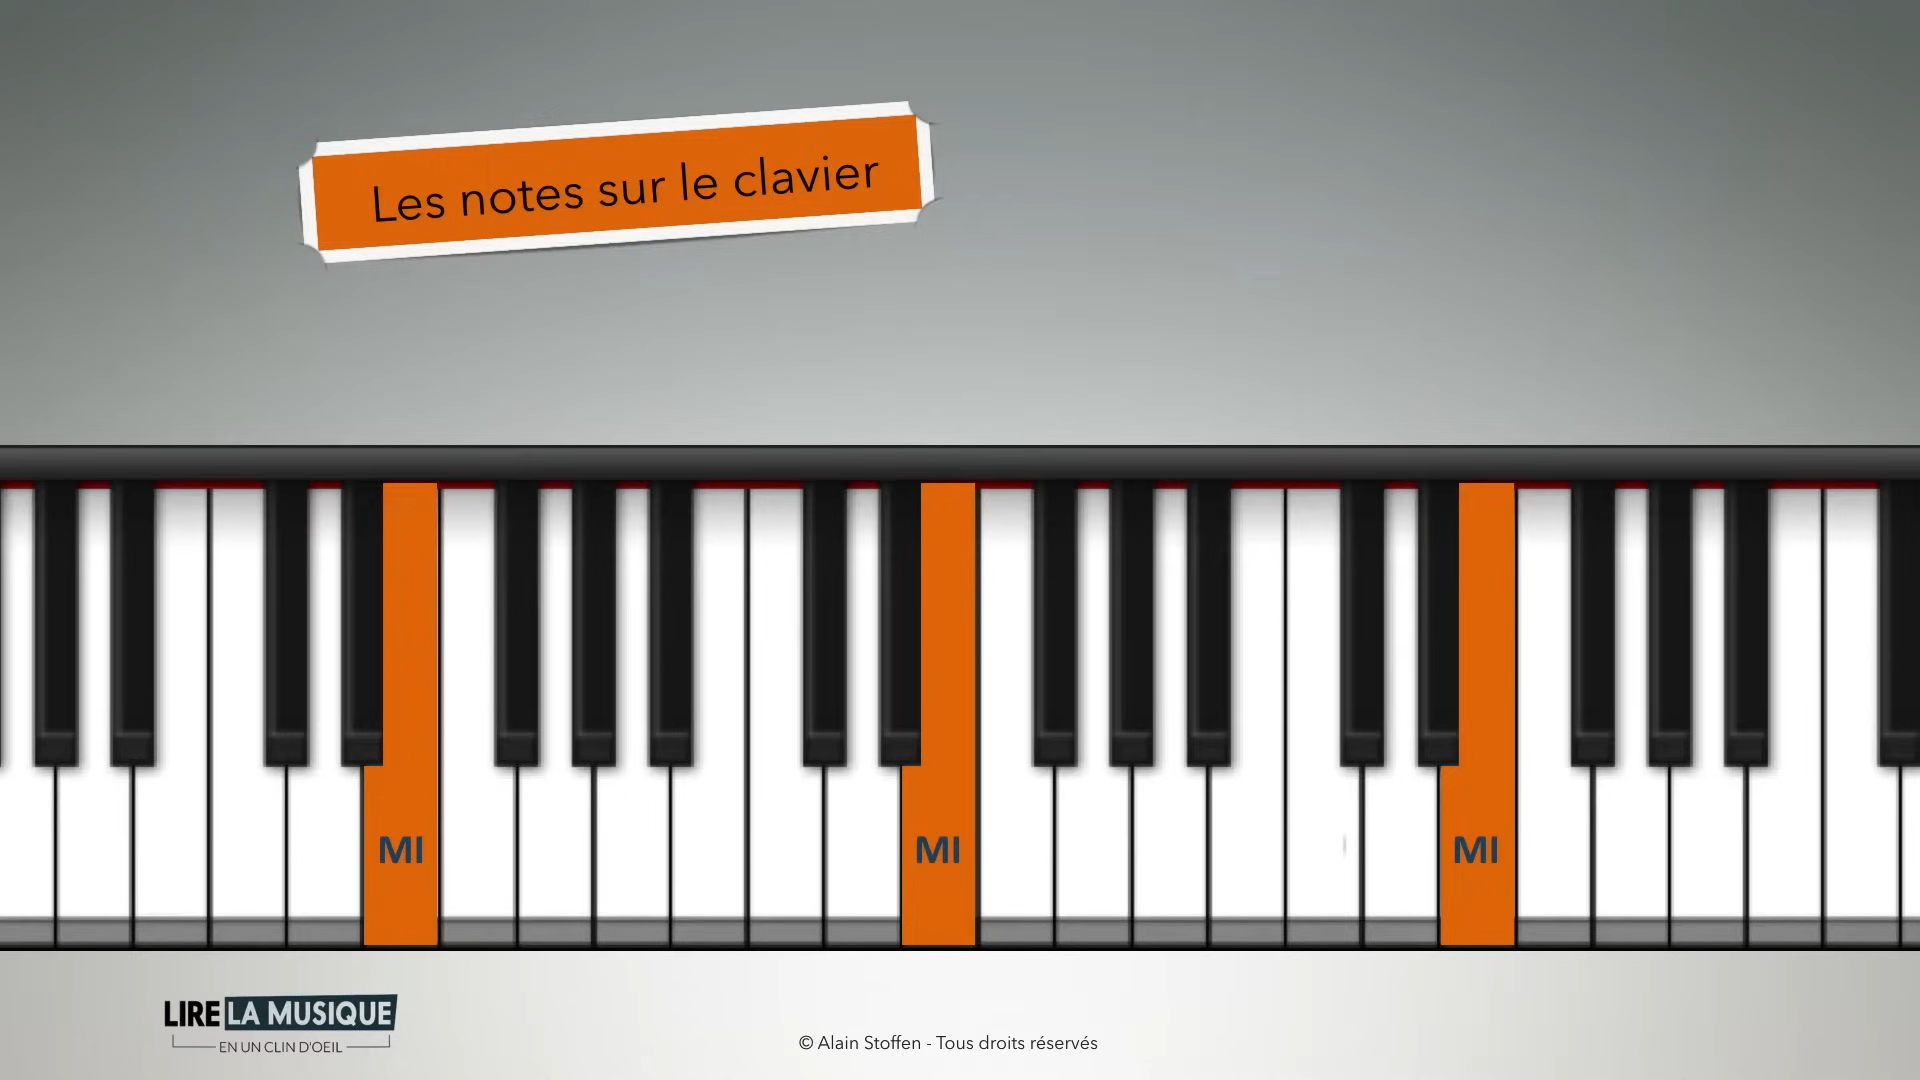 Les notes sur le clavier
MI MI MI
LIRE LA MUSIQUE
EN UN CLIN D'OEIL
© Alain Stoffen - Tous droits réservés